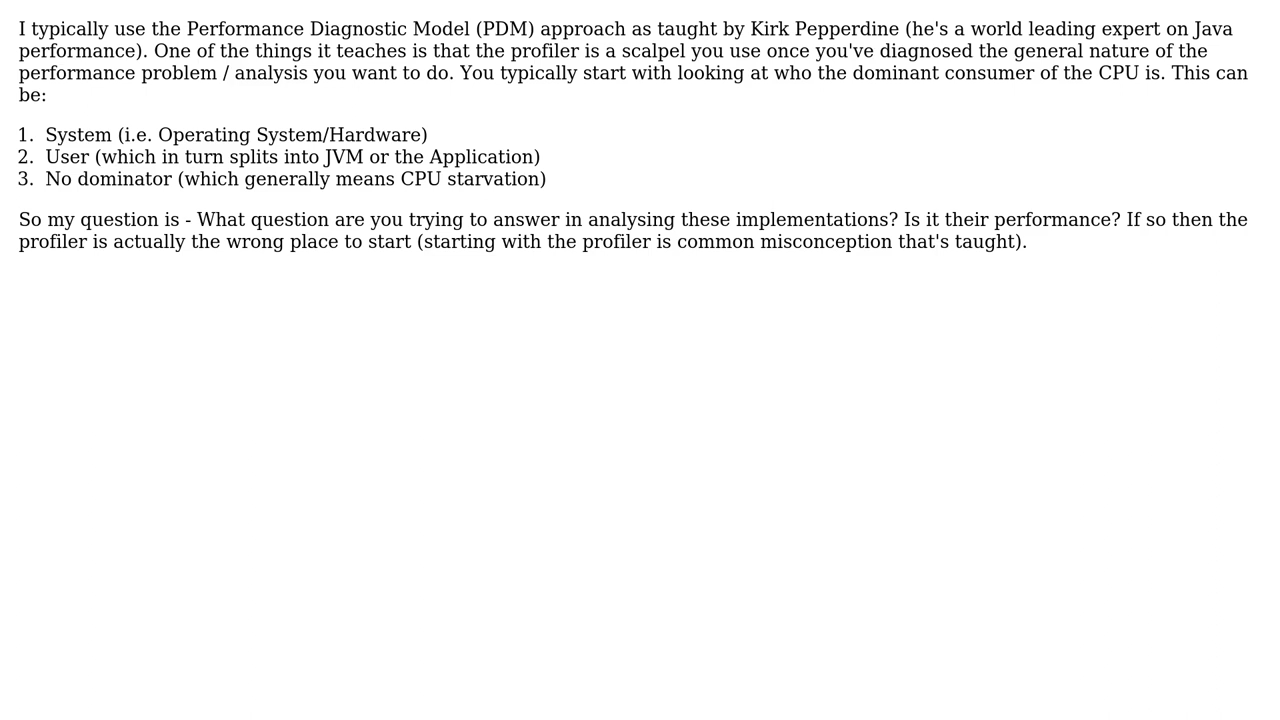 I typically use the Performance Diagnostic Model (PDM) approach as taught by Kirk Pepperdine (he's a world leading expert on Java
performance). One of the things it teaches is that the profiler is a scalpel you use once you've diagnosed the general nature of the
performance problem / analysis you want to do. You typically start with looking at who the dominant consumer of the CPU is. This can
be:
1. System (i.e. Operating System/Hardware)
2. User (which in turn splits into JVM or the Application)
3. No dominator (which generally means CPU starvation)
So my question is - What question are you trying to answer in analysing these implementations? Is it their performance? If so then the
profiler is actually the wrong place to start (starting with the profiler is common misconception that's taught).